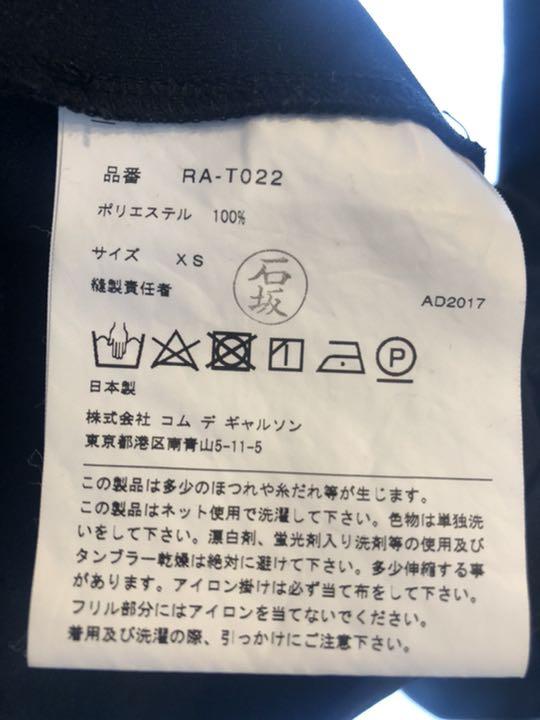 品番 RA-T022
ポリエステル 100%
サイズ XS
縫製責任者
石坂
AD2017
P
日本製
株式会社 コム デ ギャルソン
東京都港区南青山5-11-5
この製品は多少のほつれや糸だれ等が生じます。
この製品はネット使用で洗濯して下さい。色物は単独洗
いをして下さい。漂白剤、蛍光剤入り洗剤等の使用及び
タンブラー乾燥は絶対に避けて下さい。多少伸縮する事
があります。アイロン掛けは必ず当て布をして下さい。
フリル部分にはアイロンを当てないでください。
着用及び洗濯の際、引っかけにご注意下さい。